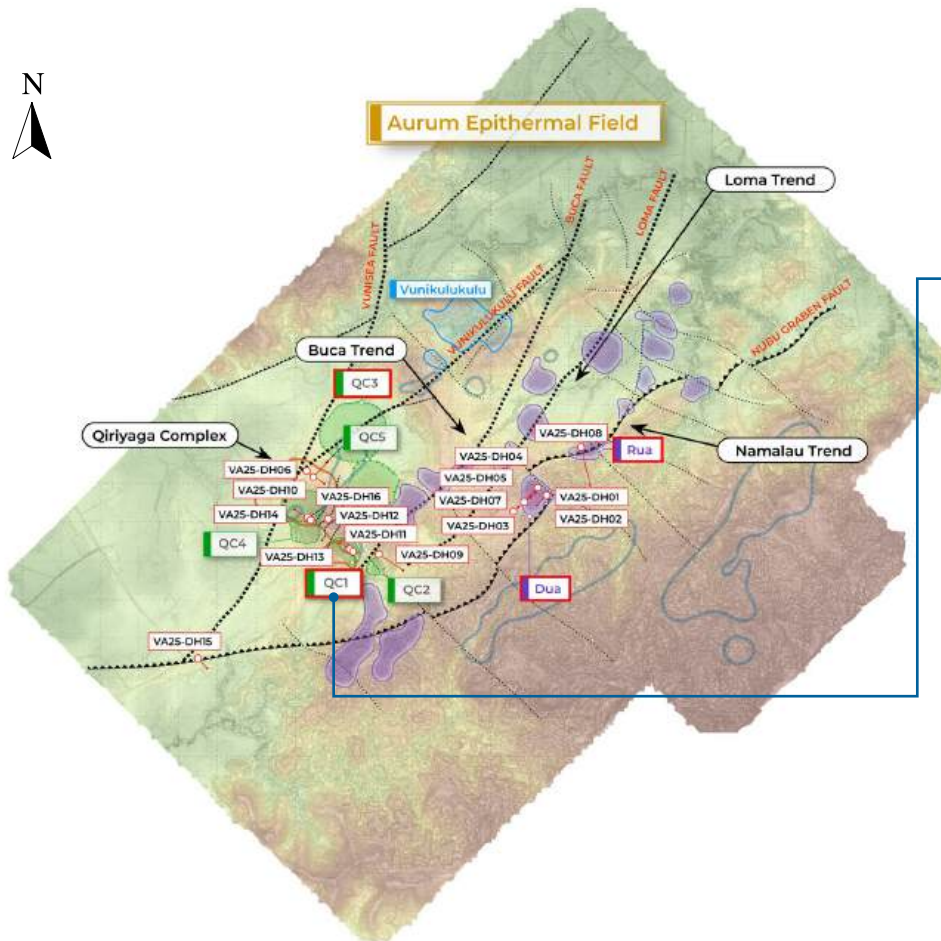 N
Aurum Epithermal Field
Loma Trend
BUCA FAULT
LOMA FAULT
VUNISEA FAULT
Vunikulukulu
VUNIKULUKULU FAULT
NUBU GRABEN FAULT
Buca Trend
QC3
Qiriyaga Complex
QC5
VA25-DH08
Rua
Namalau Trend
VA25-DH04
VA25-DH06
VA25-DH05
VA25-DH10
VA25-DH16
VA25-DH07
VA25-DH01
VA25-DH14
VA25-DH12
VA25-DH03
VA25-DH02
VA25-DH11
QC4
VA25-DH13
VA25-DH09
QC1
QC2
Dua
VA25-DH15